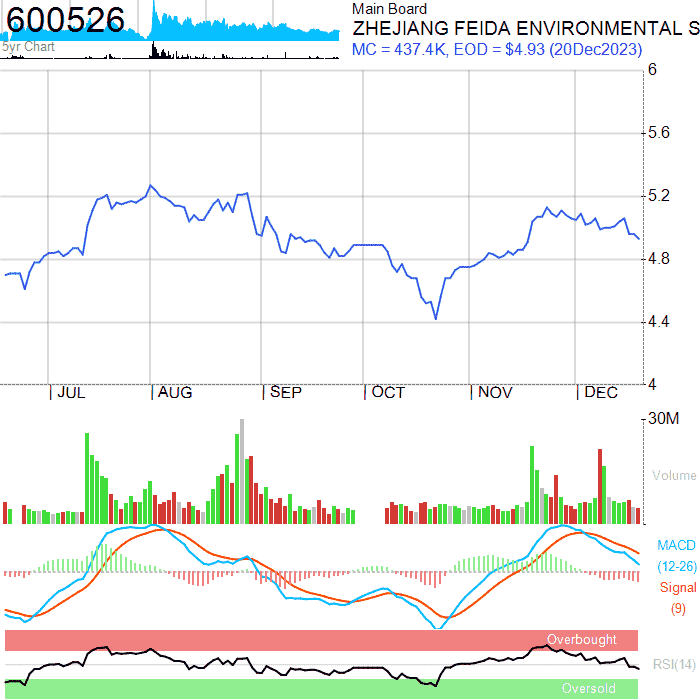 600526
5yr Chart
Main Board
ZHEJIANG FEIDA ENVIRONMENTAL S
MC = 437.4K, EOD = $4.93 (20Dec2023)
6
5.6
5.2
4.8
4.4
4
JUL AUG SEP OCT NOV DEC
30M
Volume
MACD
(12-26)
Signal
(9)
Overbought
RSI(14)
Oversold